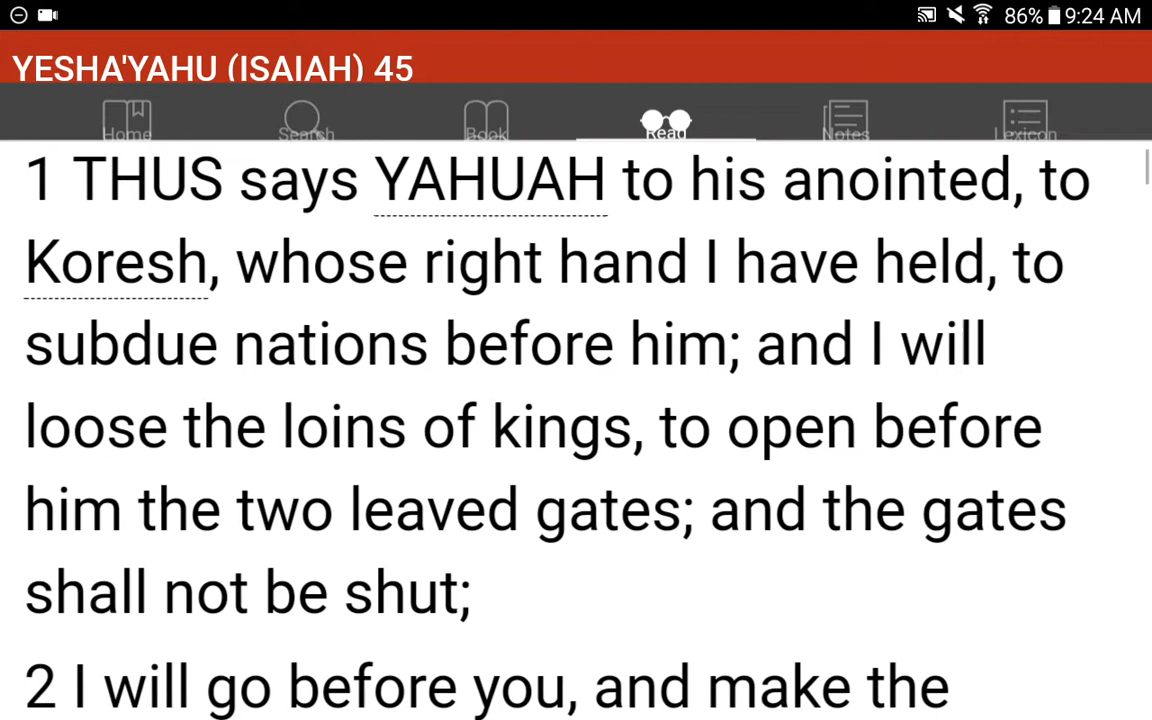 86% 9:24 AM
YESHA'YAHU (ISAIAH) 45
Home Search Book Read Notes Lexicon
1 THUS says YAHUAH to his anointed, to
Koresh, whose right hand I have held, to
subdue nations before him; and I will
loose the loins of kings, to open before
him the two leaved gates; and the gates
shall not be shut;
2 I will go before you, and make the